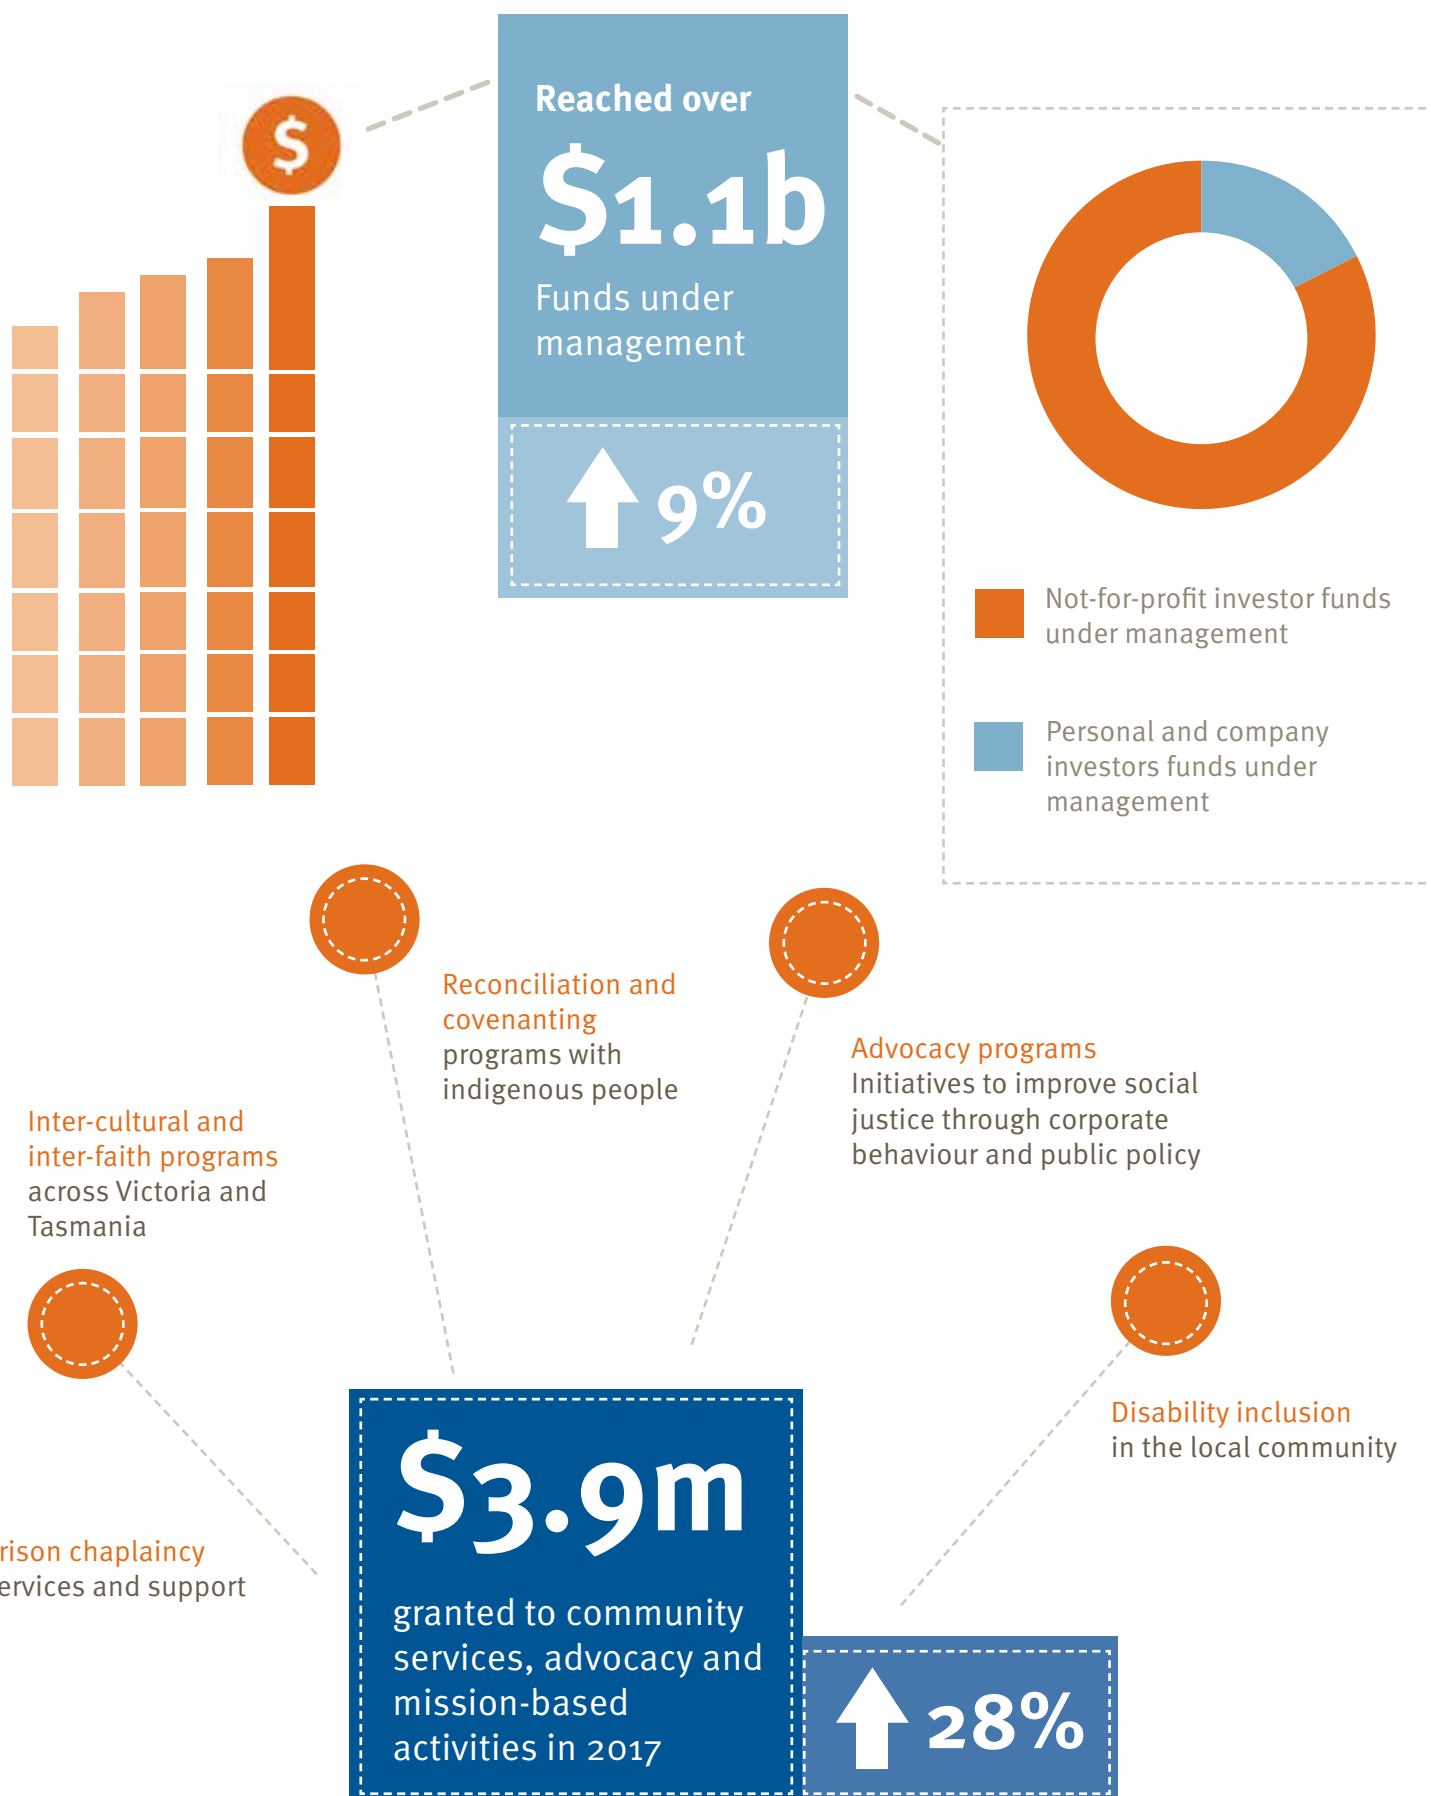 $
Reached over
$1.1b
Funds under
management
9%
Not-for-profit investor funds
under management
Personal and company
investors funds under
management
Reconciliation and
covenanting
programs with
indigenous people
Advocacy programs
Initiatives to improve social
justice through corporate
behaviour and public policy
Inter-cultural and
inter-faith programs
across Victoria and
Tasmania
Disability inclusion
in the local community
rison chaplaincy
ervices and support
$3.9m
granted to community
services, advocacy and
mission-based
activities in 2017
28%